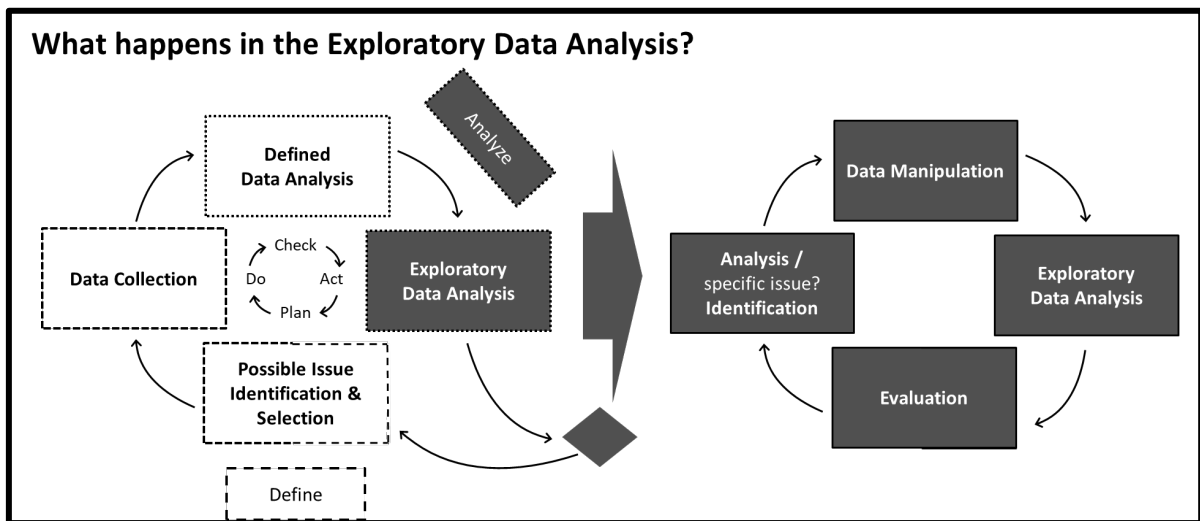 What happens in the Exploratory Data Analysis?
Analyze
Defined
Data Analysis
Data Collection
Check
Do
Act
Plan
Exploratory
Data Analysis
Possible Issue
Identification &
Selection
Define
Data Manipulation
Analysis /
specific issue?
Identification
Exploratory
Data Analysis
Evaluation